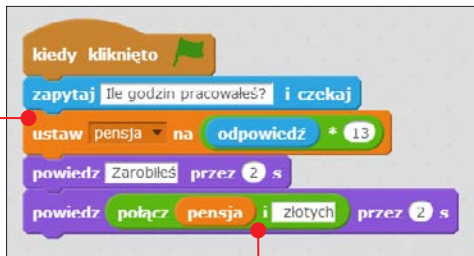 kiedy kliknięto
zapytaj Ile godzin pracowałeś? i czekaj
ustaw pensja na odpowiedź * 13
powiedz Zarobiłeś przez 2 s
powiedz połącz pensja i złotych przez 2 s